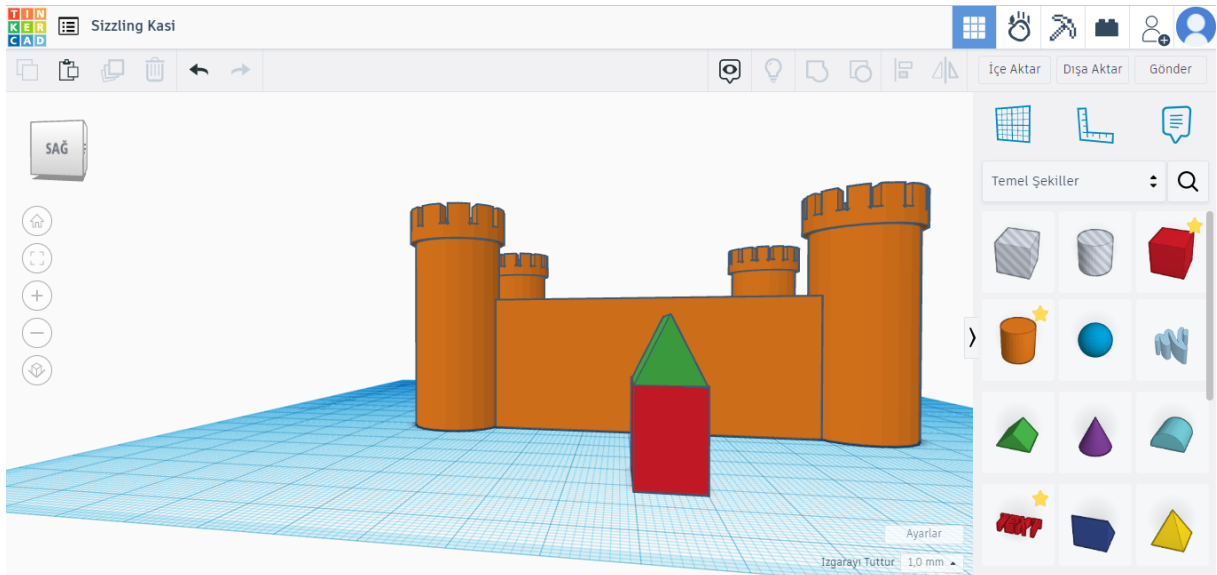 TIN
KER
CAD
Sizzling Kasi
İçe Aktar
Dışa Aktar
Gönder
SAĞ
Temel Şekiller
TEXT
Ayarlar
Izgarayı Tuttur 1,0 mm